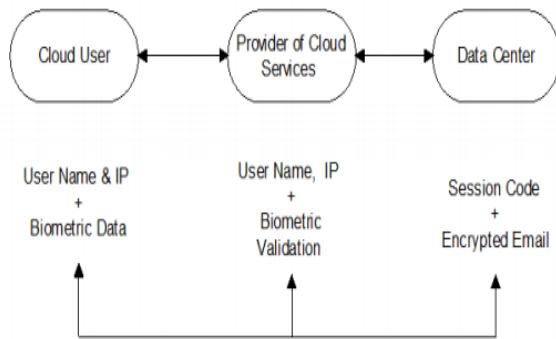 Cloud User
Provider of Cloud
Services
Data Center
User Name & IP
+
Biometric Data
User Name, IP
+
Biometric
Validation
Session Code
+
Encrypted Email